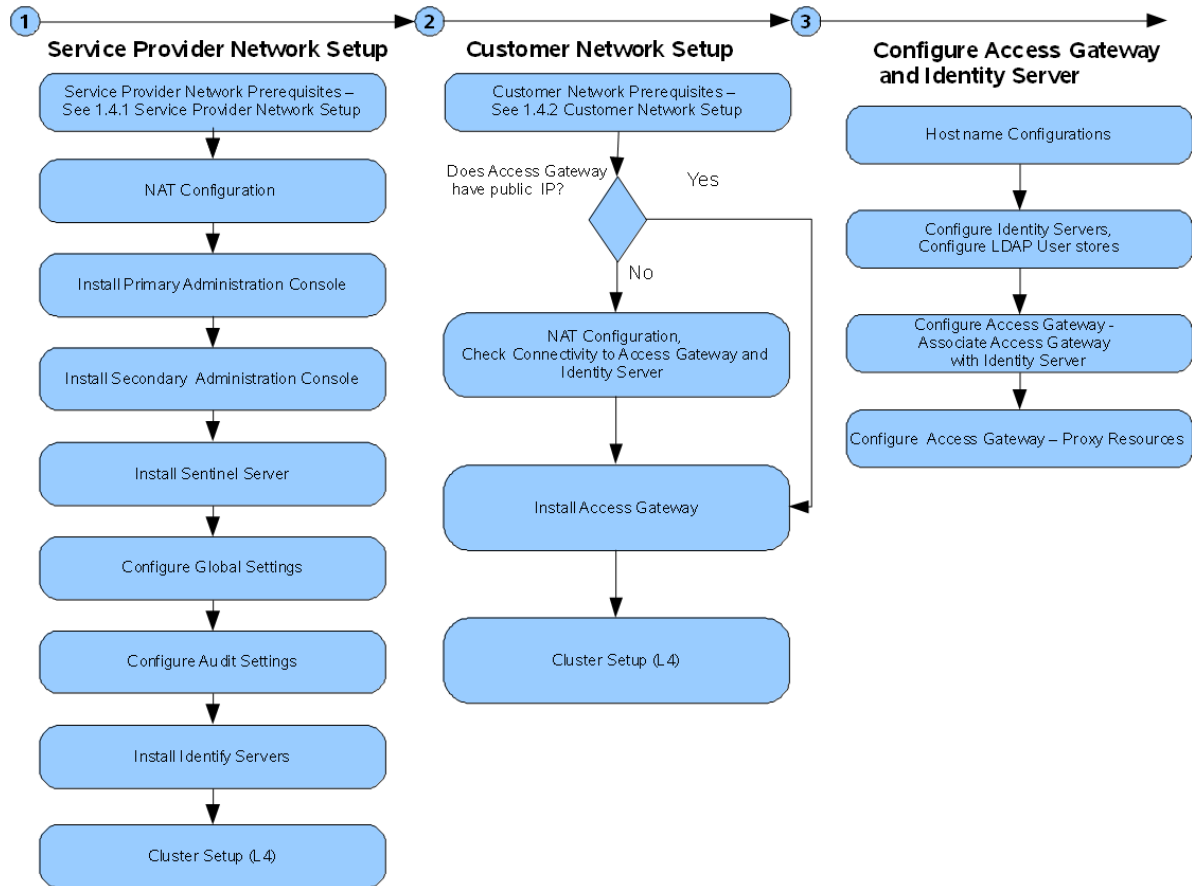 1
Service Provider Network Setup
Service Provider Network Prerequisites –
See 1.4.1 Service Provider Network Setup
NAT Configuration
Install Primary Administration Console
Install Secondary Administration Console
Install Sentinel Server
Configure Global Settings
Configure Audit Settings
Install Identify Servers
Cluster Setup (L4)
2
Customer Network Setup
Customer Network Prerequisites –
See 1.4.2 Customer Network Setup
Does Access Gateway
have public IP?
Yes
No
NAT Configuration,
Check Connectivity to Access Gateway and
Identity Server
Install Access Gateway
Cluster Setup (L4)
3
Configure Access Gateway
and Identity Server
Hostname Configurations
Configure Identity Servers,
Configure LDAP User stores
Configure Access Gateway -
Associate Access Gateway
with Identity Server
Configure Access Gateway – Proxy Resources